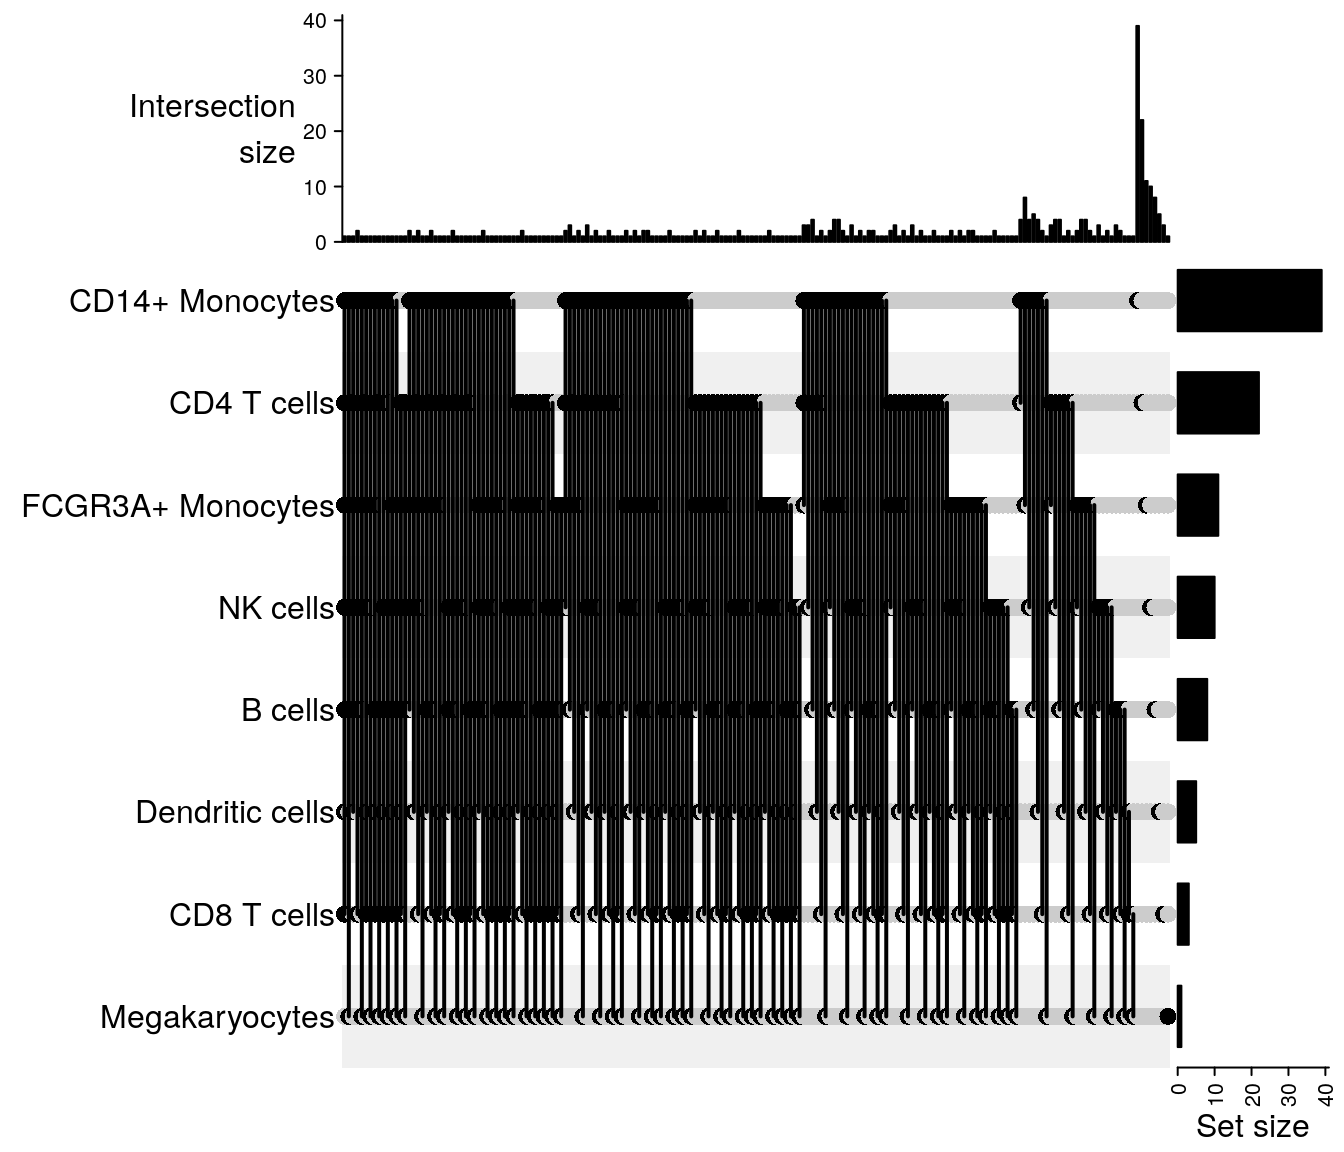 40
30
20
10
0
Intersection
size
CD14+ Monocytes
CD4 T cells
FCGR3A+ Monocytes
NK cells
B cells
Dendritic cells
CD8 T cells
Megakaryocytes
0
10
20
30
40
Set size